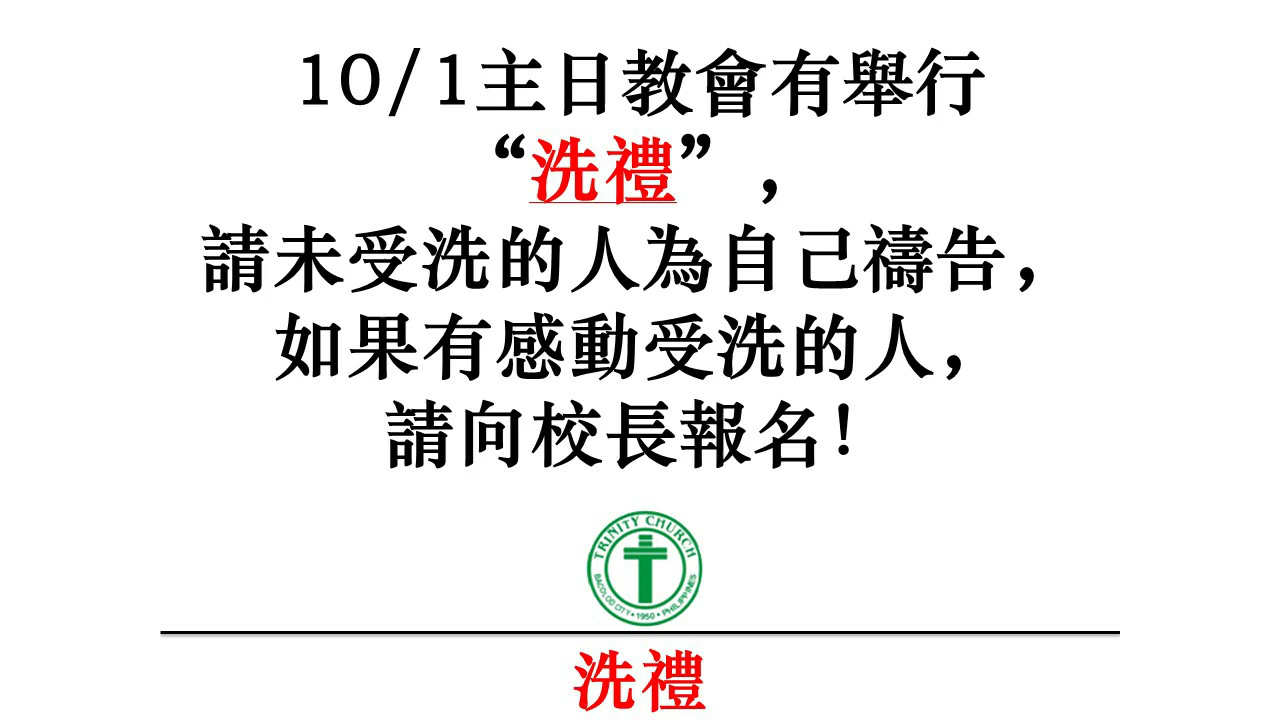 10/1主日教會有舉行
“洗禮”，
請未受洗的人為自己禱告，
如果有感動受洗的人，
請向校長報名！
TRINITY CHURCH
BACOLOD CITY • 1950 • PHILIPPINES
洗禮